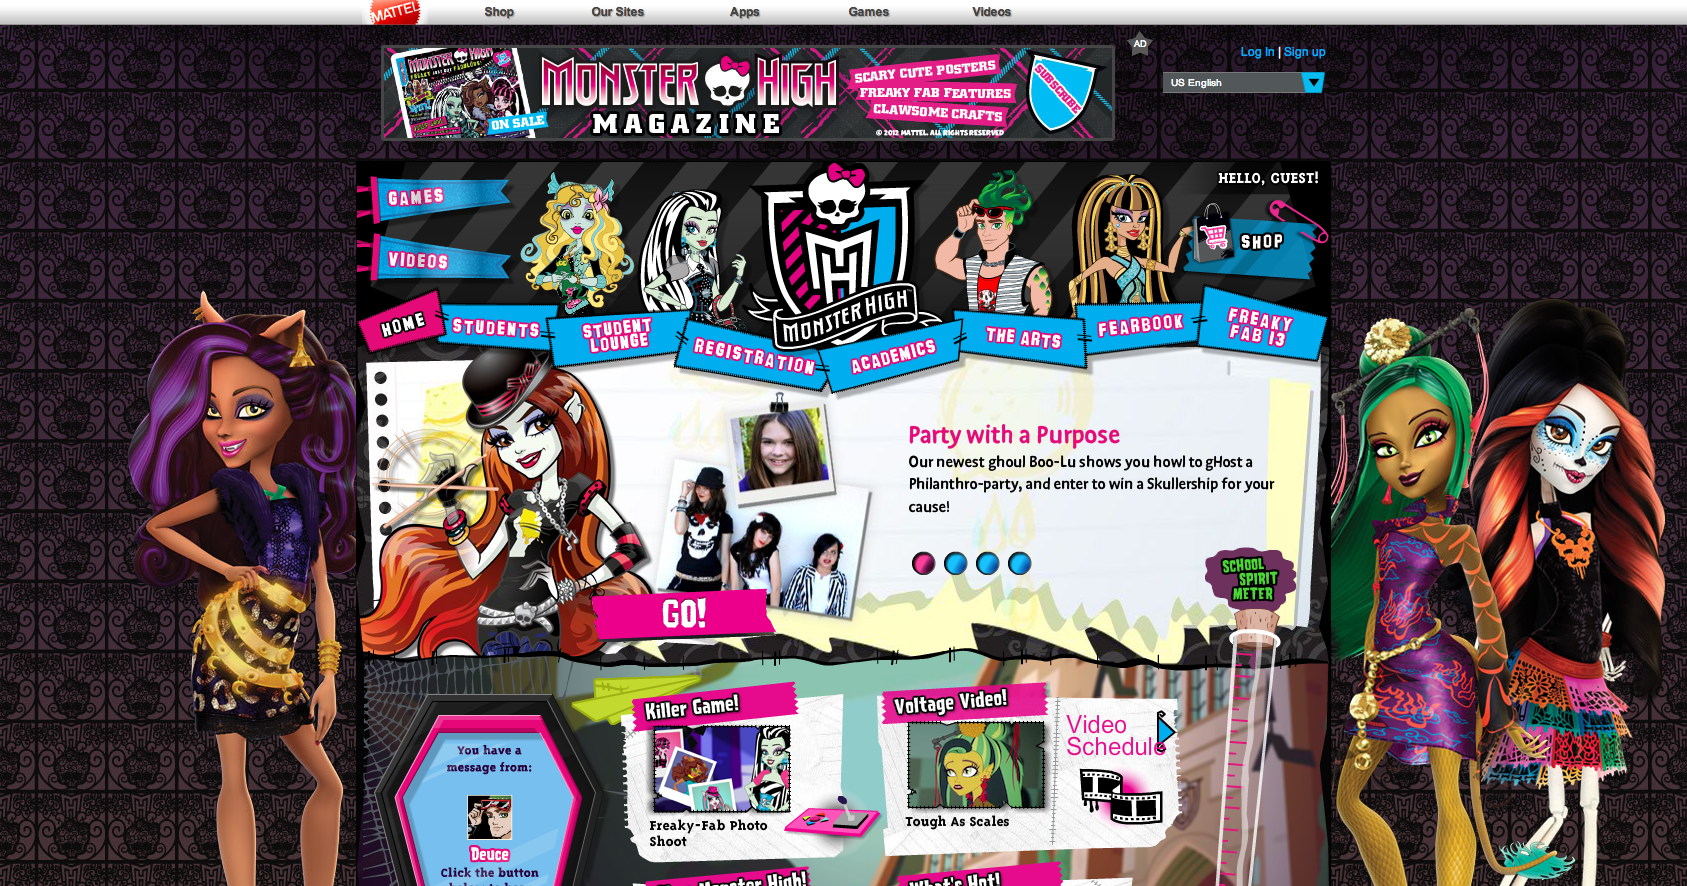 MATTEL
Shop
Our Sites
Apps
Games
Videos
MONSTER HIGH
ON SALE
MONSTER HIGH
MAGAZINE
SCARY CUTE POSTERS
FREAKY FAB FEATURES
CLAWSOME CRAFTS
© 2012 MATTEL. ALL RIGHTS RESERVED
SUBSCRIBE
AD
Log in | Sign up
US English
GAMES
VIDEOS
HELLO, GUEST!
SHOP
MONSTER HIGH
HOME
STUDENTS
STUDENT
LOUNGE
REGISTRATION
ACADEMICS
THE ARTS
FEARBOOK
FREAKY
FAB 13
Party with a Purpose
Our newest ghoul Boo-Lu shows you howl to gHost a
Philanthro-party, and enter to win a Skullership for your
cause!
GO!
SCHOOL
SPIRIT
METER
You have a
message from:
Deuce
Click the button
Killer Game!
Freaky-Fab Photo
Shoot
Voltage Video!
Tough As Scales
Video
Schedule
Monster High!
What's Hot!